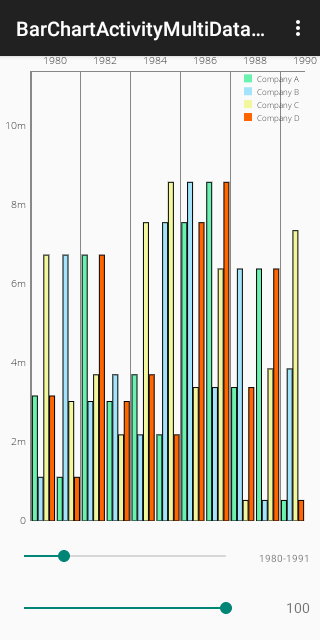 BarChartActivityMultiData...
1980 1982 1984 1986 1988 1990
Company A
Company B
Company C
Company D
10m
8m
6m
4m
2m
0
1980-1991
100